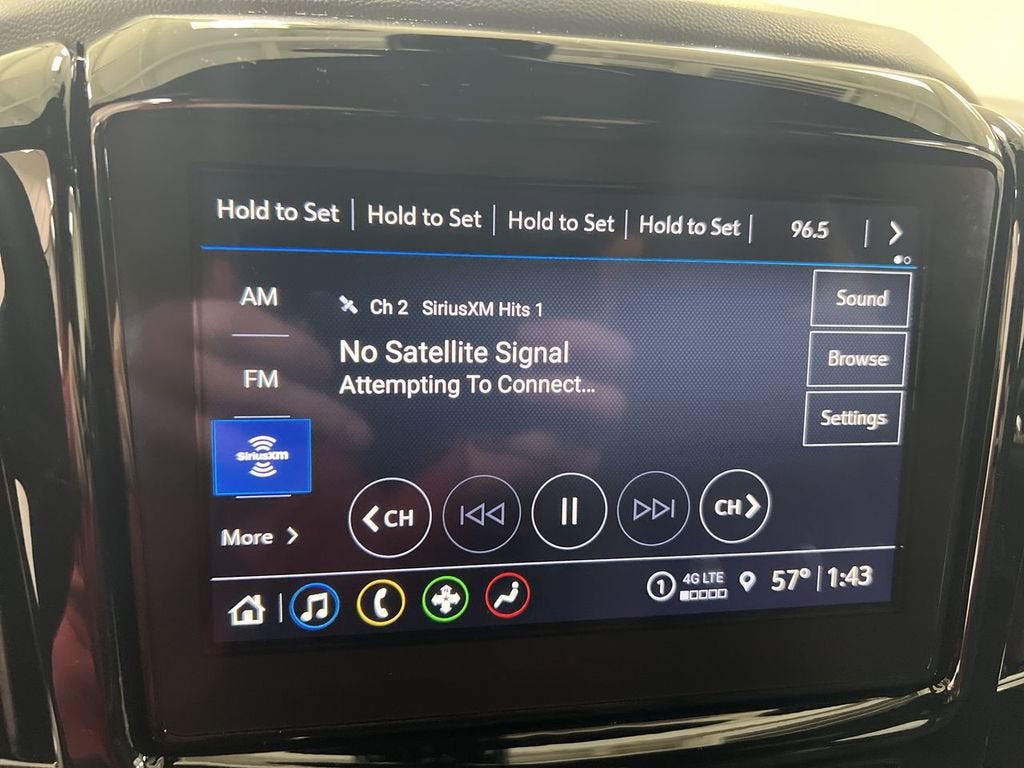 Hold to Set Hold to Set Hold to Set Hold to Set 96.5
AM
Ch 2 SiriusXM Hits 1
Sound
No Satellite Signal
Browse
FM
Attempting To Connect...
Settings
SiriusXM
CH
CH
More
1 4G LTE 57° 1:43